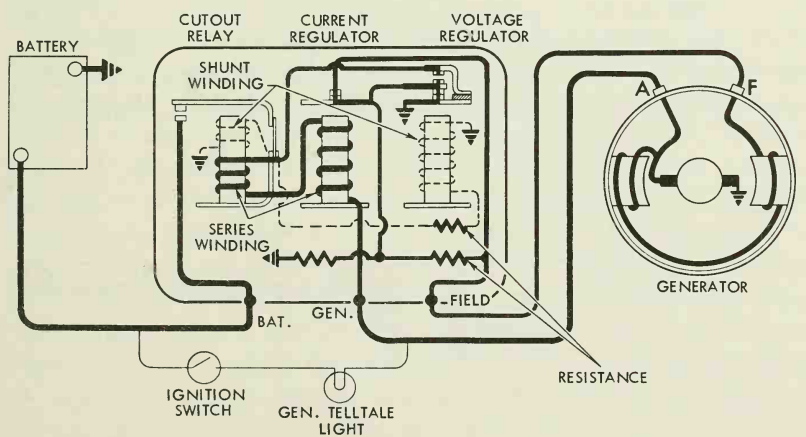 BATTERY
CUTOUT
RELAY
CURRENT
REGULATOR
VOLTAGE
REGULATOR
SHUNT
WINDING
SERIES
WINDING
A
F
GENERATOR
BAT.
GEN.
FIELD
RESISTANCE
IGNITION
SWITCH
GEN. TELLTALE
LIGHT